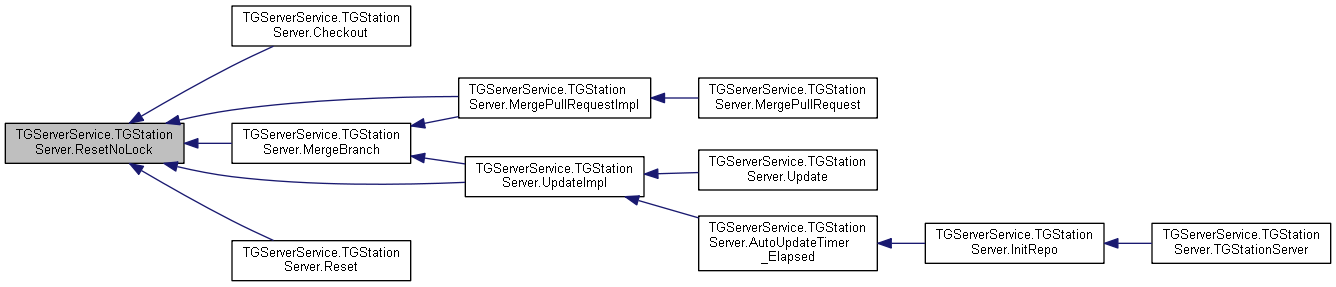 TGServerService.TGStation
Server.Checkout
TGServerService.TGStation
Server.MergePullRequestImpl
TGServerService.TGStation
Server.MergePullRequest
TGServerService.TGStation
Server.ResetNoLock
TGServerService.TGStation
Server.MergeBranch
TGServerService.TGStation
Server.UpdateImpl
TGServerService.TGStation
Server.Update
TGServerService.TGStation
Server.AutoUpdateTimer
_Elapsed
TGServerService.TGStation
Server.InitRepo
TGServerService.TGStation
Server.TGStationServer
TGServerService.TGStation
Server.Reset